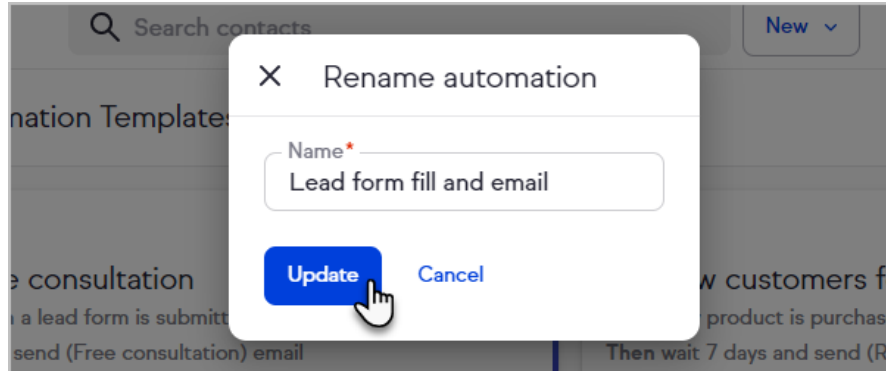 Search contacts
New
Rename automation
mation Templates
Name*
Lead form fill and email
Update
Cancel
e consultation
w customers f
a lead form is submitt
product is purchas
send (Free consultation) email
Then wait 7 days and send (R